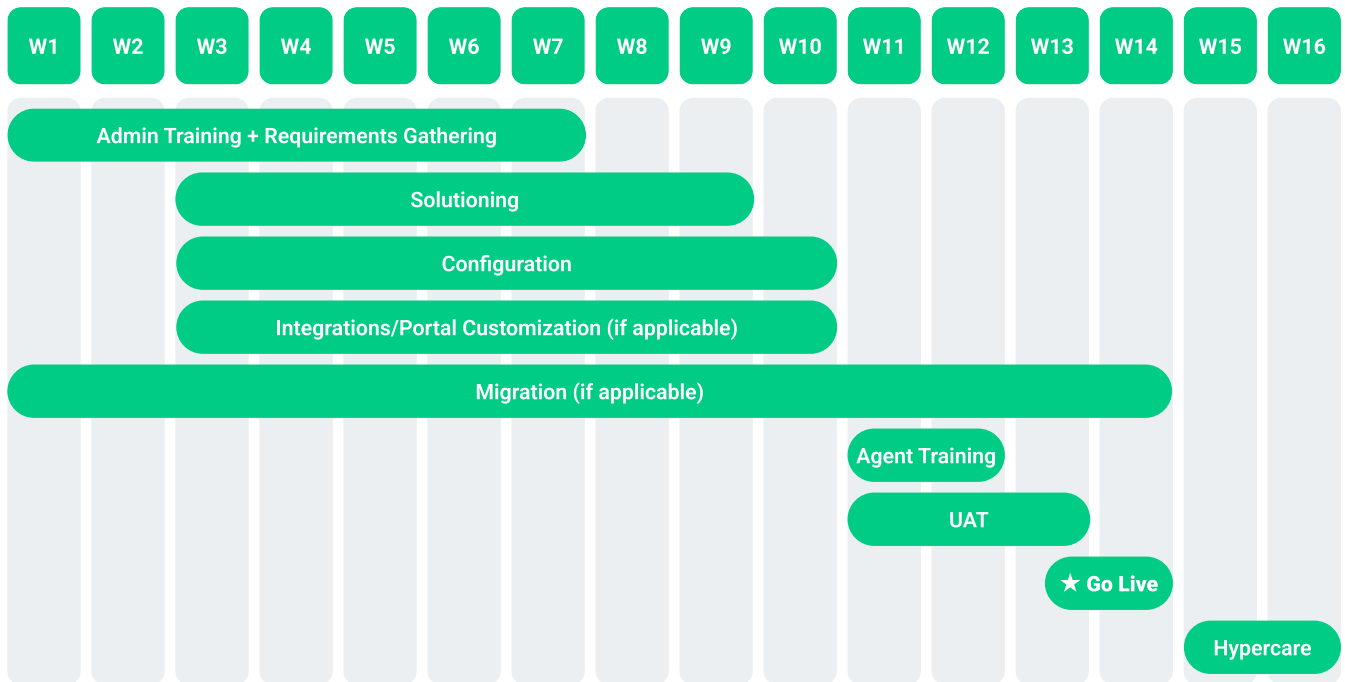 W1 W2 W3 W4 W5 W6 W7 W8 W9 W10 W11 W12 W13 W14 W15 W16
Admin Training + Requirements Gathering
Solutioning
Configuration
Integrations/Portal Customization (if applicable)
Migration (if applicable)
Agent Training
UAT
★ Go Live
Hypercare